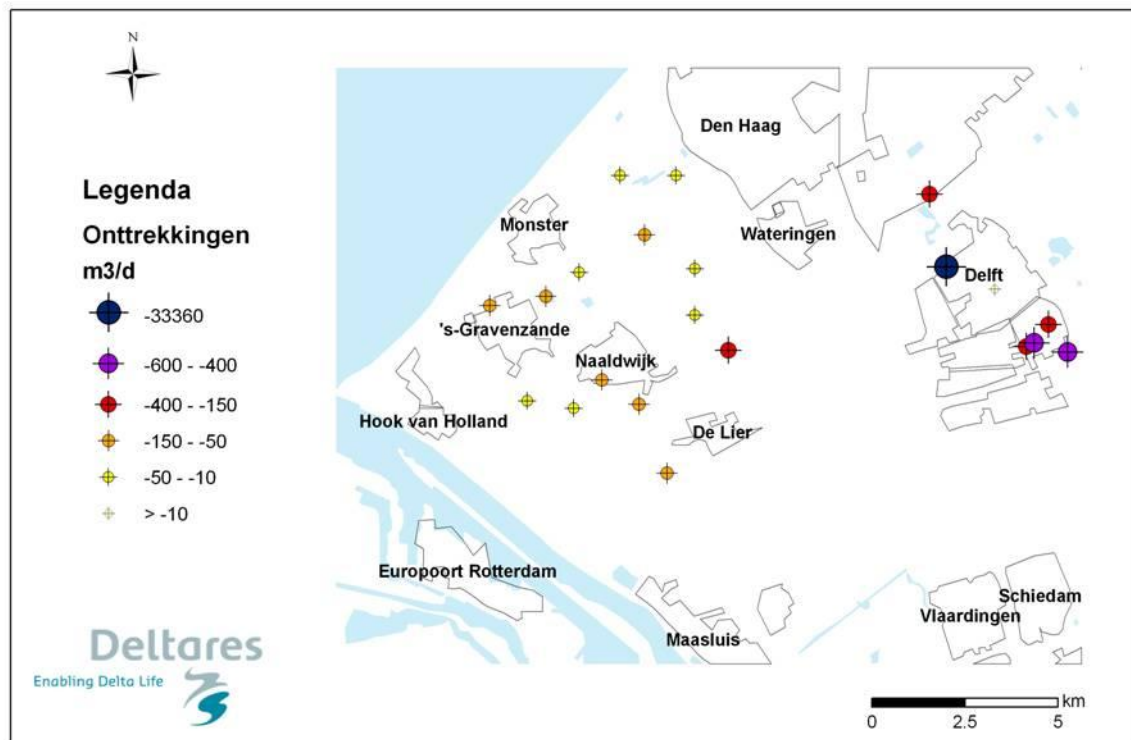 N
Legenda
Onttrekkingen
m3/d
-33360
-600 - -400
-400 - -150
-150 - -50
-50 - -10
> -10
Den Haag
Monster
Wateringen
Delft
's-Gravenzande
Naaldwijk
Hook van Holland
De Lier
Europoort Rotterdam
Maasluis
Vlaardingen
Schiedam
Deltares
Enabling Delta Life
km
0 2.5 5